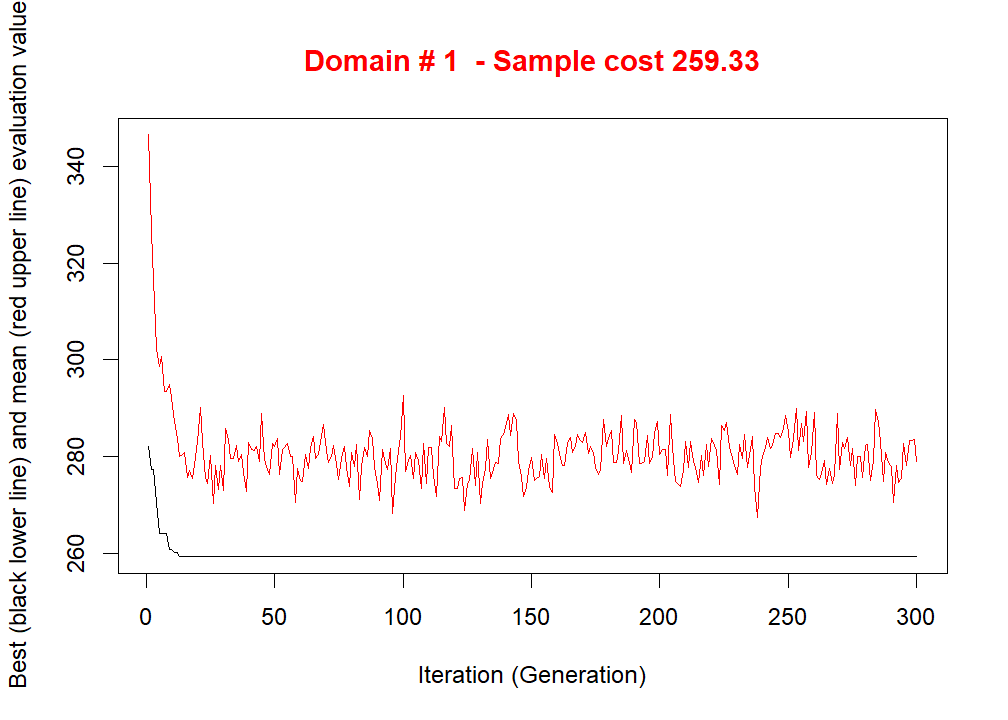 Domain # 1 - Sample cost 259.33
Best (black lower line) and mean (red upper line) evaluation value
340
320
300
280
260
0 50 100 150 200 250 300
Iteration (Generation)